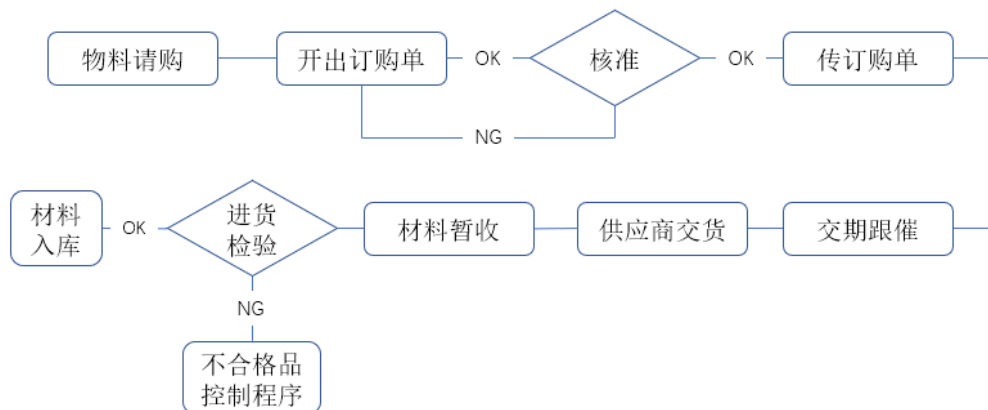 物料请购
开出订购单
OK
核准
OK
传订购单
NG
材料
入库
OK
进货
检验
材料暂收
供应商交货
交期跟催
NG
不合格品
控制程序